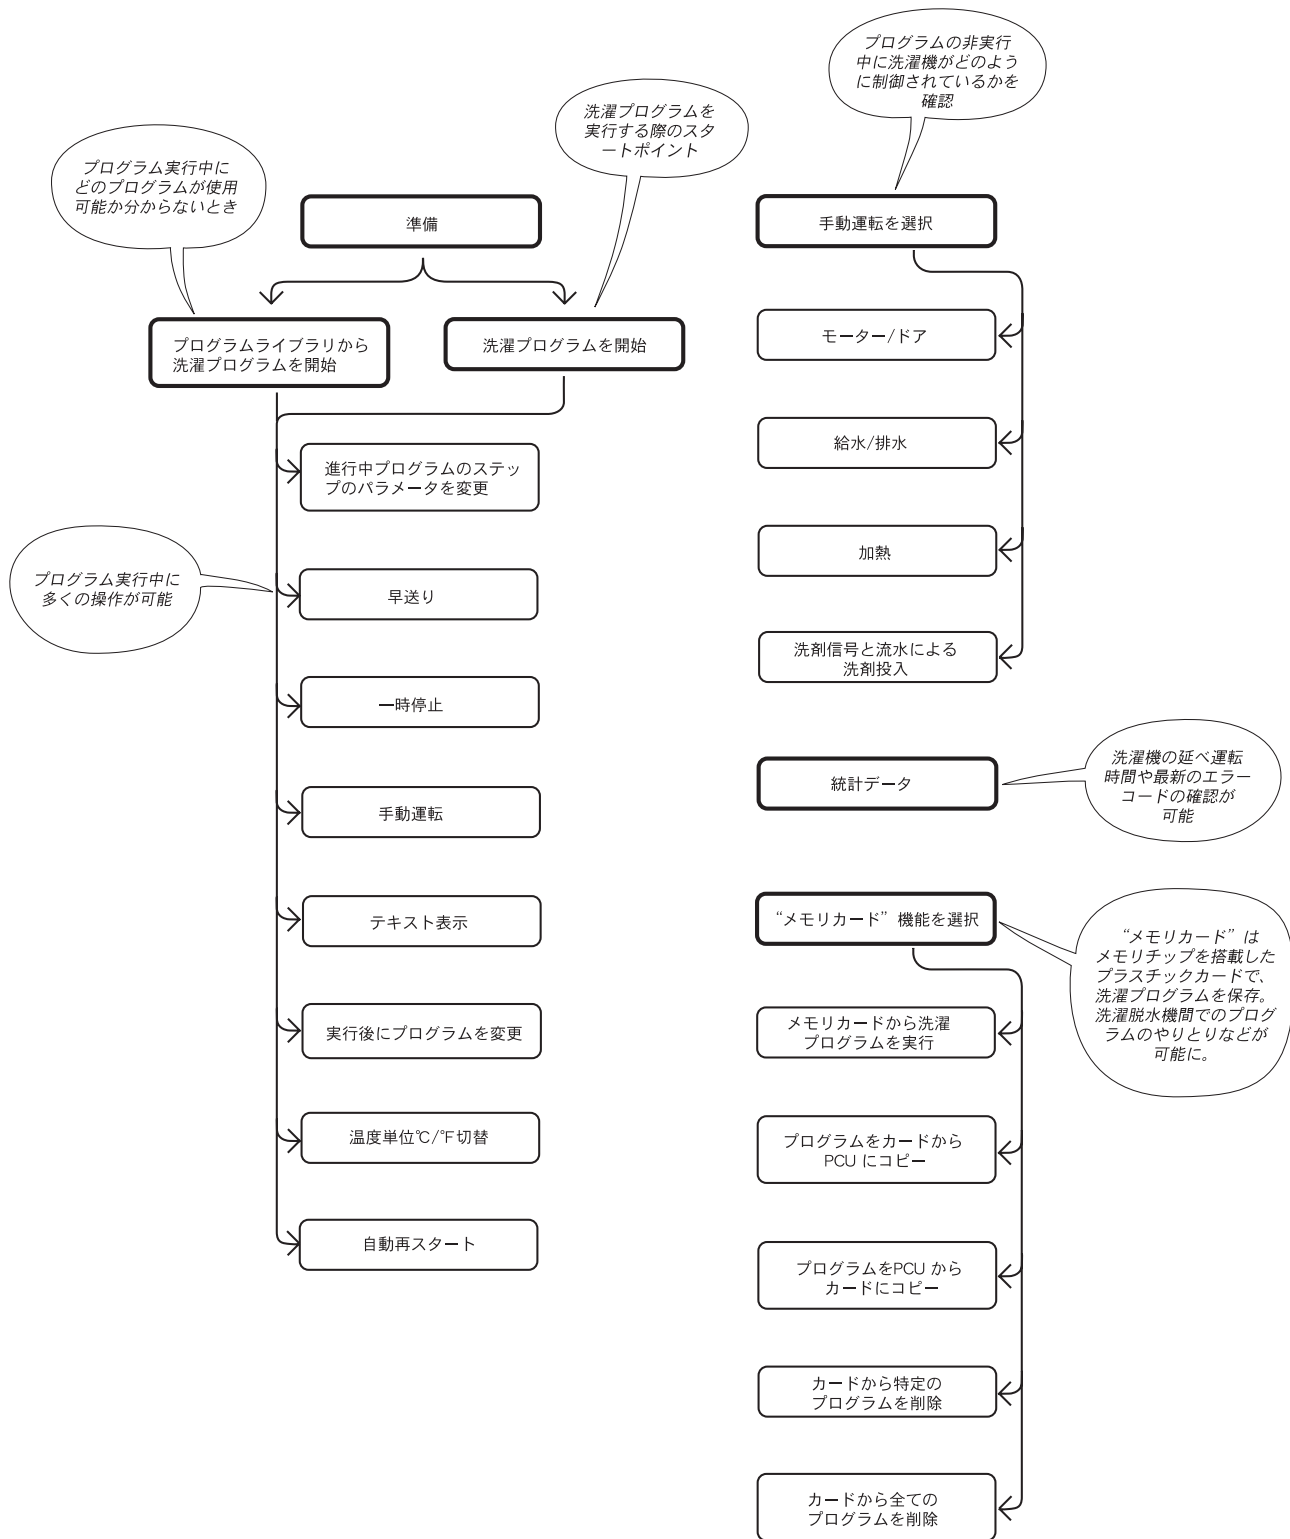 プログラムの非実行
中に洗濯機がどのよう
に制御されているかを
確認
洗濯プログラムを
実行する際のスタ
ートポイント
プログラム実行中に
どのプログラムが使用
可能か分からないとき
準備
プログラムライブラリから
洗濯プログラムを開始
洗濯プログラムを開始
進行中プログラムのステッ
プのパラメータを変更
プログラム実行中に
多くの操作が可能
早送り
一時停止
手動運転
テキスト表示
実行後にプログラムを変更
温度単位℃/℉切替
自動再スタート
手動運転を選択
モーター/ドア
給水/排水
加熱
洗剤信号と流水による
洗剤投入
統計データ
洗濯機の延べ運転
時間や最新のエラー
コードの確認が
可能
“メモリカード”機能を選択
“メモリカード”は
メモリチップを搭載した
プラスチックカードで、
洗濯プログラムを保存。
洗濯脱水機間でのプログ
ラムのやりとりなどが
可能に。
メモリカードから洗濯
プログラムを実行
プログラムをカードから
PCU にコピー
プログラムをPCU から
カードにコピー
カードから特定の
プログラムを削除
カードから全ての
プログラムを削除